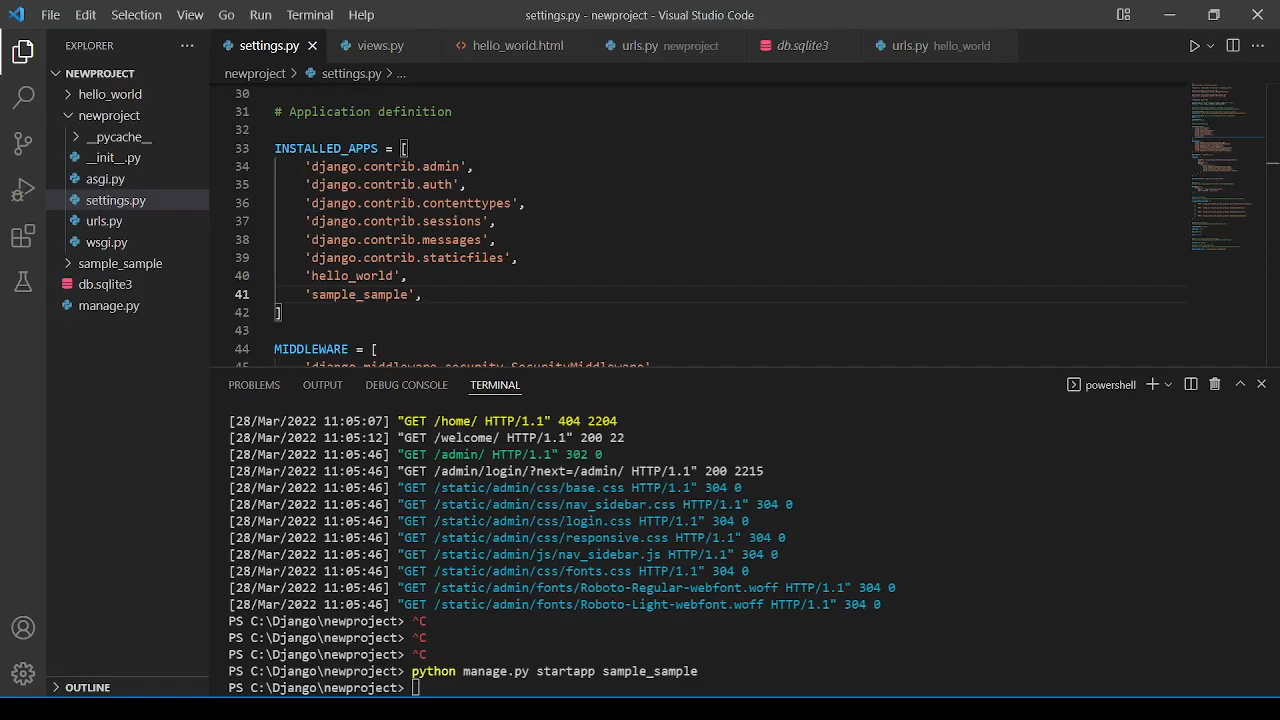 File Edit Selection View Go Run Terminal Help settings.py - newproject - Visual Studio Code
EXPLORER
settings.py views.py hello_world.html urls.py newproject db.sqlite3 urls.py hello_world
NEWPROJECT
hello_world
newproject
__pycache__
__init__.py
asgi.py
settings.py
urls.py
wsgi.py
sample_sample
db.sqlite3
manage.py
OUTLINE
newproject > settings.py > ...
30
31 # Application definition
32
33 INSTALLED_APPS = [
34 'django.contrib.admin',
35 'django.contrib.auth',
36 'django.contrib.contenttypes',
37 'django.contrib.sessions',
38 'django.contrib.messages',
39 'django.contrib.staticfiles',
40 'hello_world',
41 'sample_sample',
42 ]
43
44 MIDDLEWARE = [
45 'django.middleware.security.SecurityMiddleware'
PROBLEMS OUTPUT DEBUG CONSOLE TERMINAL powershell
[28/Mar/2022 11:05:07] "GET /home/ HTTP/1.1" 404 2204
[28/Mar/2022 11:05:12] "GET /welcome/ HTTP/1.1" 200 22
[28/Mar/2022 11:05:46] "GET /admin/ HTTP/1.1" 302 0
[28/Mar/2022 11:05:46] "GET /admin/login/?next=/admin/ HTTP/1.1" 200 2215
[28/Mar/2022 11:05:46] "GET /static/admin/css/base.css HTTP/1.1" 304 0
[28/Mar/2022 11:05:46] "GET /static/admin/css/nav_sidebar.css HTTP/1.1" 304 0
[28/Mar/2022 11:05:46] "GET /static/admin/css/login.css HTTP/1.1" 304 0
[28/Mar/2022 11:05:46] "GET /static/admin/css/responsive.css HTTP/1.1" 304 0
[28/Mar/2022 11:05:46] "GET /static/admin/js/nav_sidebar.js HTTP/1.1" 304 0
[28/Mar/2022 11:05:46] "GET /static/admin/css/fonts.css HTTP/1.1" 304 0
[28/Mar/2022 11:05:46] "GET /static/admin/fonts/Roboto-Regular-webfont.woff HTTP/1.1" 304 0
[28/Mar/2022 11:05:46] "GET /static/admin/fonts/Roboto-Light-webfont.woff HTTP/1.1" 304 0
PS C:\Django\newproject> ^C
PS C:\Django\newproject> ^C
PS C:\Django\newproject> ^C
PS C:\Django\newproject> python manage.py startapp sample_sample
PS C:\Django\newproject>